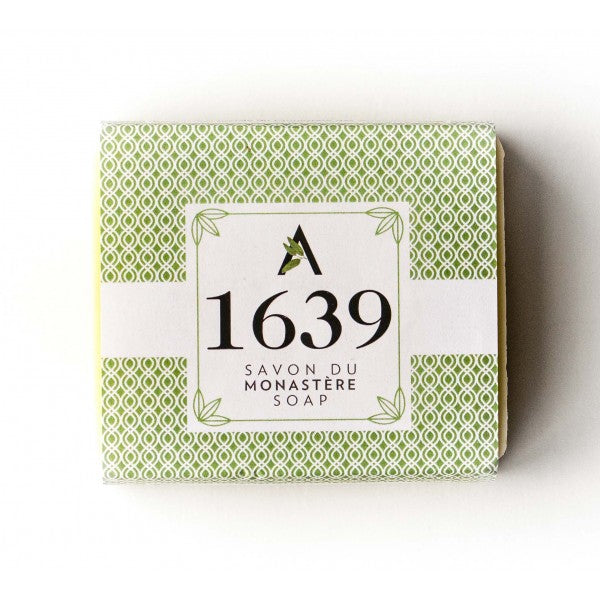 A
1639
SAVON DU
MONASTÈRE
SOAP